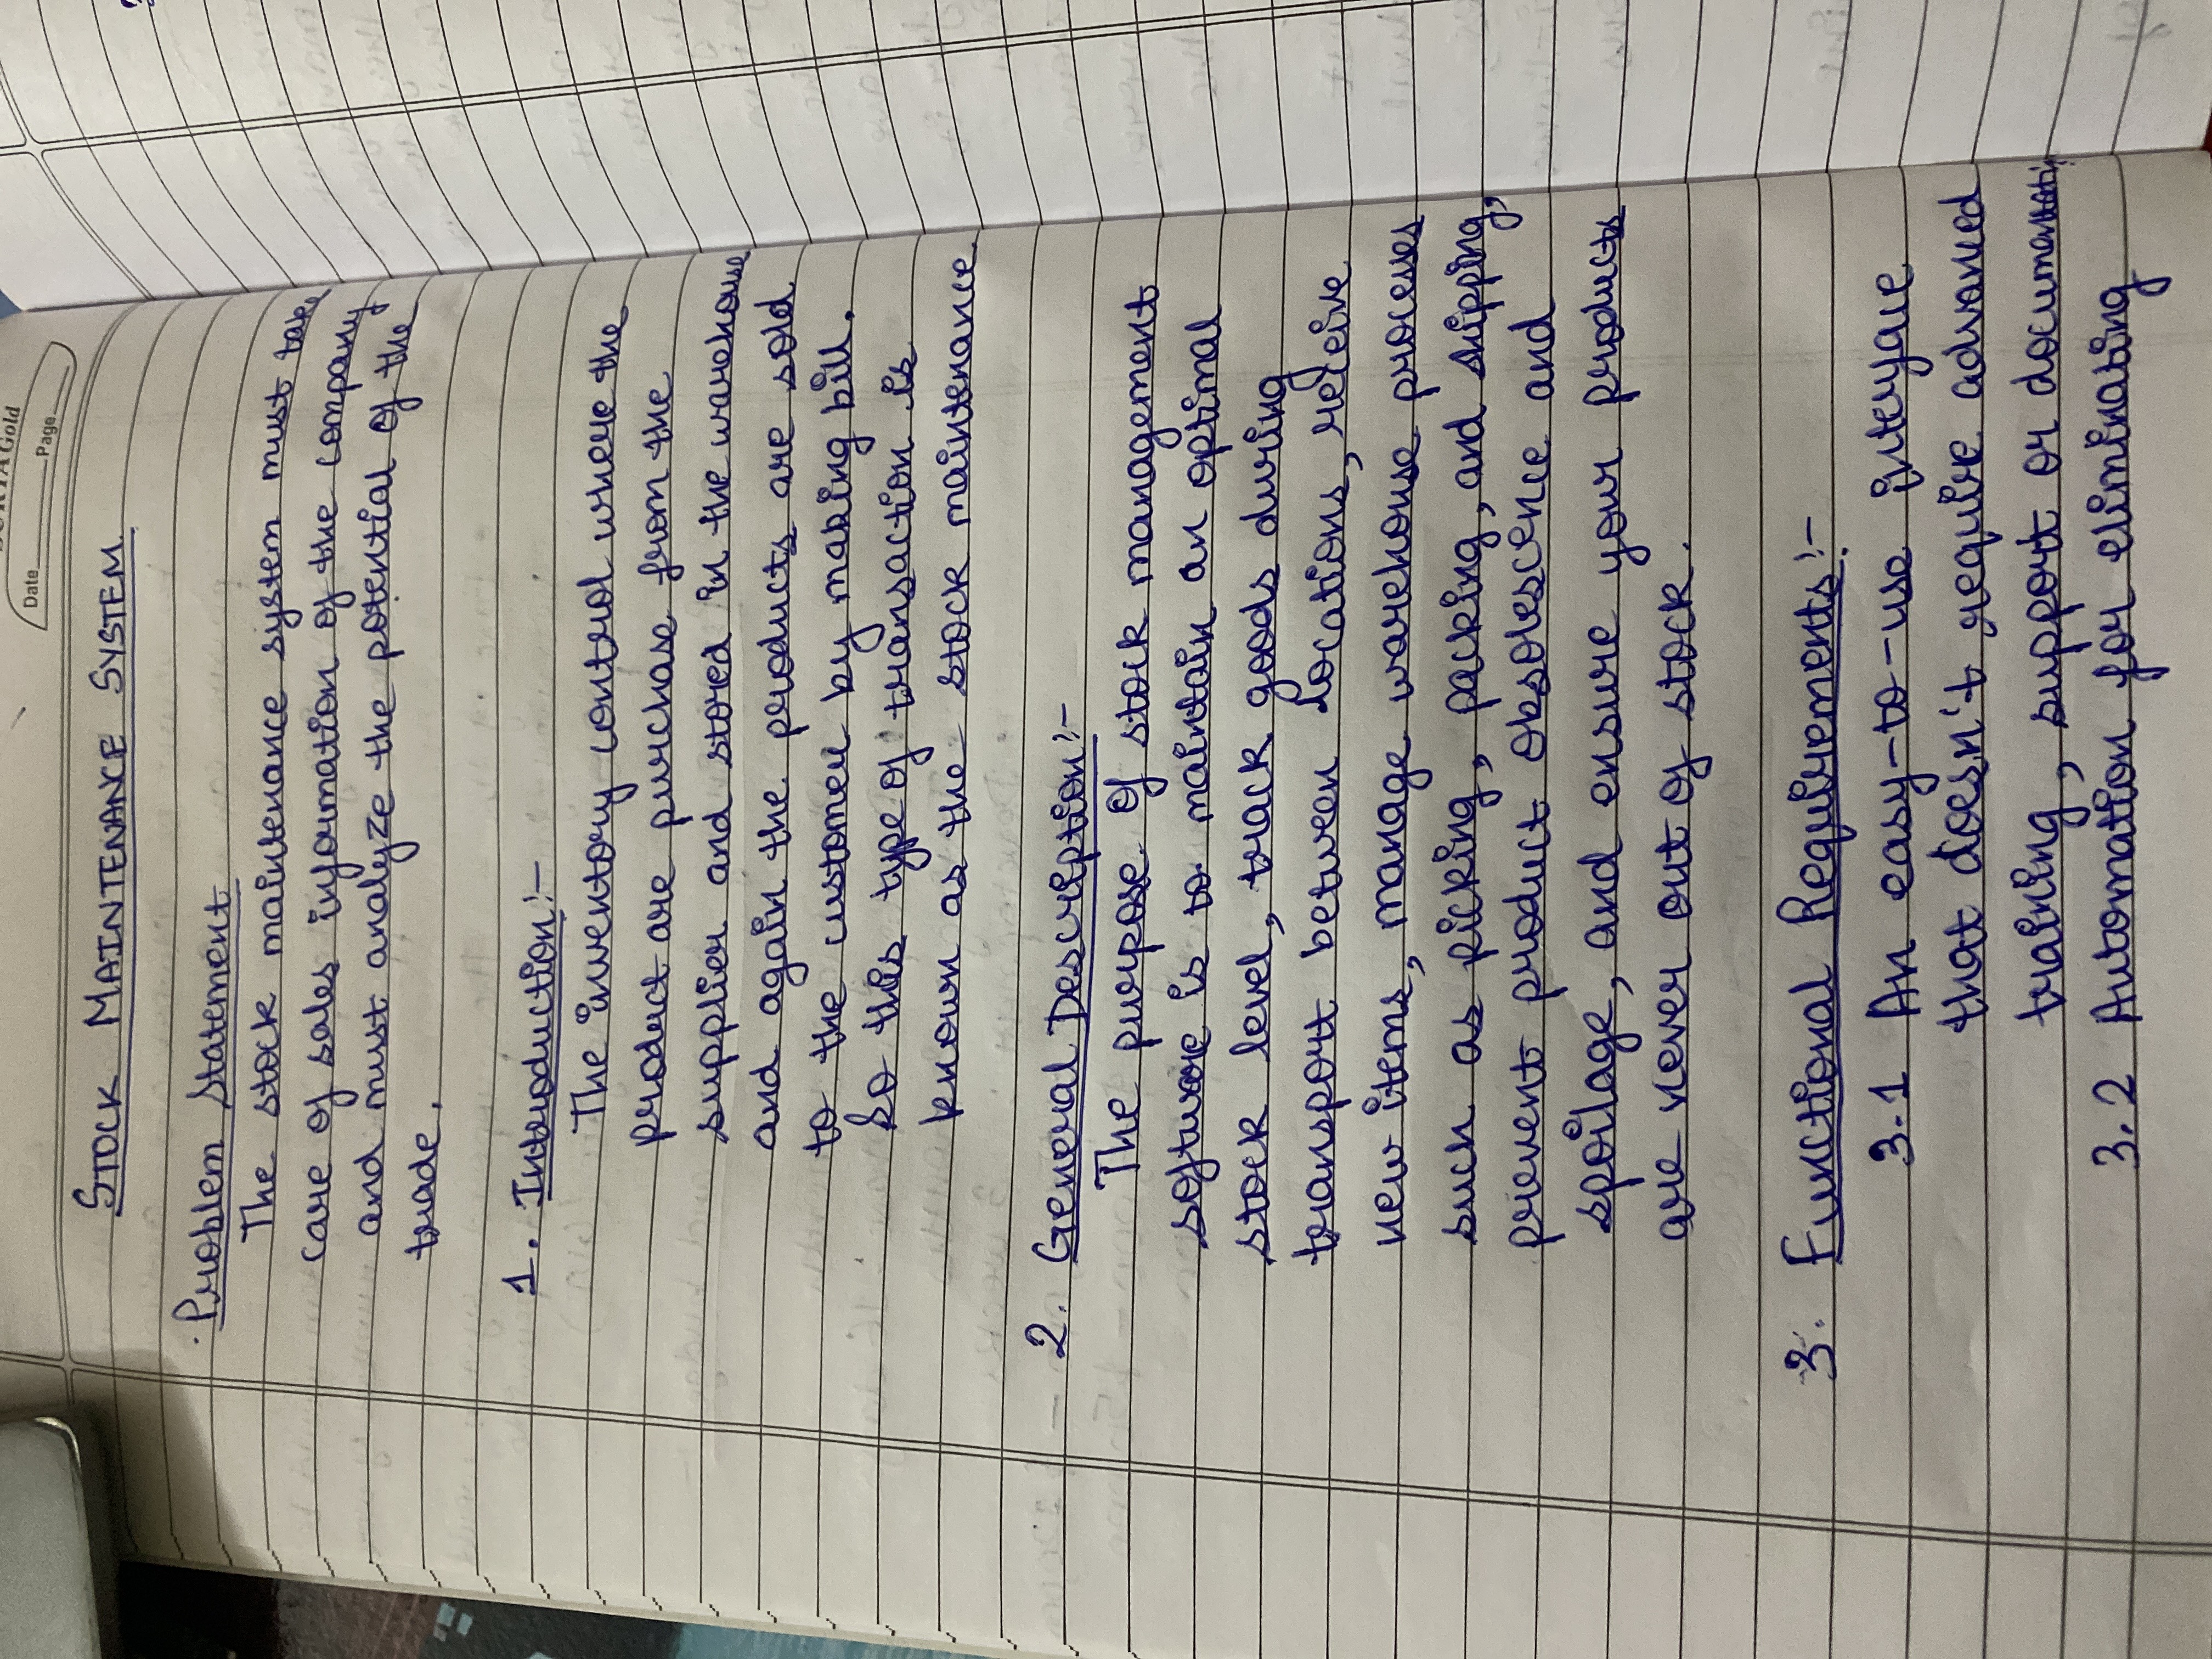 Gold
Date Page
STOCK MAINTENANCE SYSTEM.
Problem Statement
The stock maintenance system must take
care of sales information of the company
and must analyze the potential of the
trade.
1. Introduction:-
The inventory control where the
product are purchase from the
supplier and stored in the warehouse
and again the products are sold
to the customer by making bill.
So this type of transaction is
known as the stock maintenance.
2. General Description:-
The purpose of stock management
software is to maintain an optimal
stock level, track goods during
transport between locations, receive
new items, manage warehouse processes
such as picking, packing, and shipping,
prevent product obsolescence and
spoilage, and ensure your products
are never out of stock.
3. Functional Requirements:-
3.1 An easy-to-use interface
that doesn't require advanced
training, support or documentation
3.2 Automation for eliminating